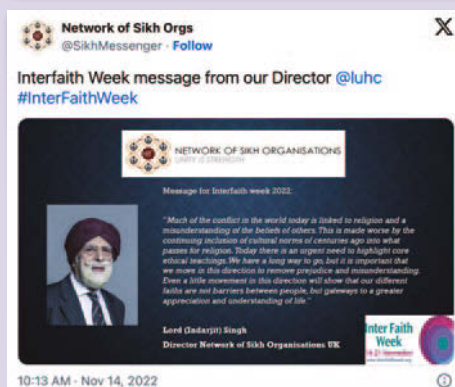 Network of Sikh Orgs
@SikhMessenger · Follow
X
Interfaith Week message from our Director @iuhc
#InterFaithWeek
NETWORK OF SIKH ORGANISATIONS
UNITY IS STRENGTH
Message for Interfaith week 2022:
"Much of the conflict in the world today is linked to religion and a
misunderstanding of the beliefs of others. This is made worse by the
continuing inclusion of cultural norms of centuries ago into what
passes for religion. Today there is an urgent need to highlight core
ethical teachings. We have a long way to go, but it is important that
we move in this direction to remove prejudice and misunderstanding.
Even a little movement in this direction will show that our different
faiths are not barriers between people, but gateways to a greater
appreciation and understanding of life."
Lord (Indarjit) Singh
Director Network of Sikh Organisations UK
Inter Faith
Week
10:13 AM · Nov 14, 2022